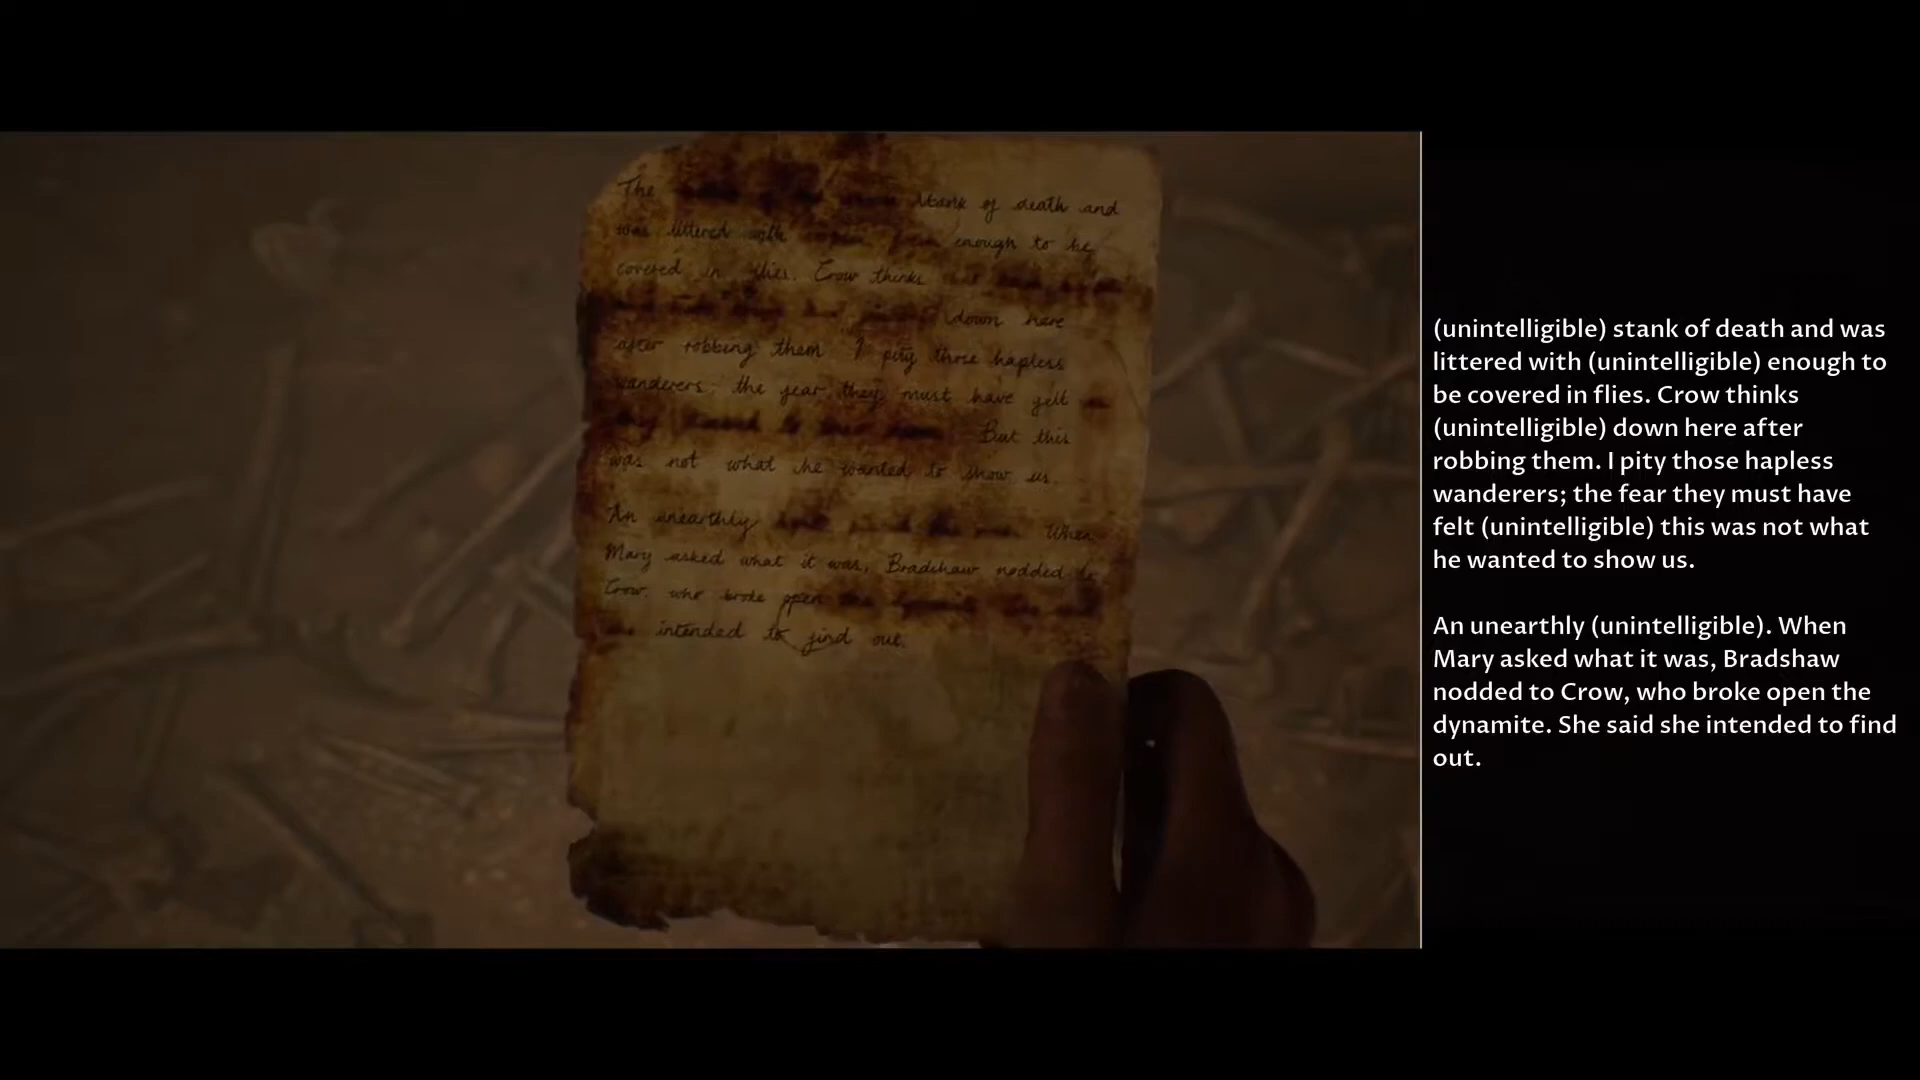 The stank of death and
was littered with enough to be
covered in flies. Crow thinks
down here
after robbing them. I pity those hapless
wanderers; the fear they must have felt
But this
was not what he wanted to show us.
An unearthly When
Mary asked what it was, Bradshaw nodded to
Crow, who broke open
intended to find out.
(unintelligible) stank of death and was
littered with (unintelligible) enough to
be covered in flies. Crow thinks
(unintelligible) down here after
robbing them. I pity those hapless
wanderers; the fear they must have
felt (unintelligible) this was not what
he wanted to show us.
An unearthly (unintelligible). When
Mary asked what it was, Bradshaw
nodded to Crow, who broke open the
dynamite. She said she intended to find
out.